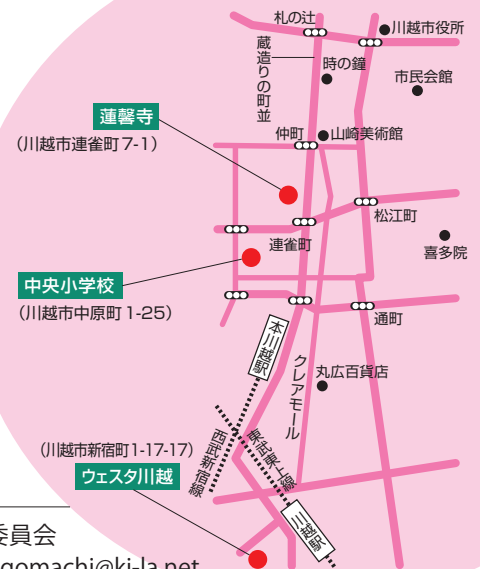 札の辻
川越市役所
蔵造りの町並
時の鐘
市民会館
蓮馨寺
(川越市連雀町7-1)
仲町
山崎美術館
松江町
連雀町
喜多院
中央小学校
(川越市中原町1-25)
通町
本川越駅
クレアモール
丸広百貨店
西武新宿線
東武東上線
(川越市新宿町1-17-17)
ウェスタ川越
川越駅
委員会
gomachi@ki-la.net